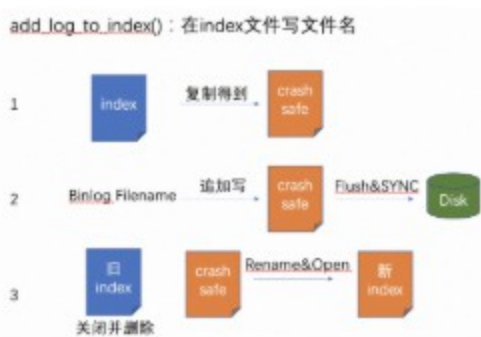 add_log_to_index()：在index文件写文件名
1
index
复制得到
crash
safe
2
Binlog Filename
追加写
crash
safe
Flush&SYNC
Disk
3
旧
index
crash
safe
Rename&Open
新
index
关闭并删除